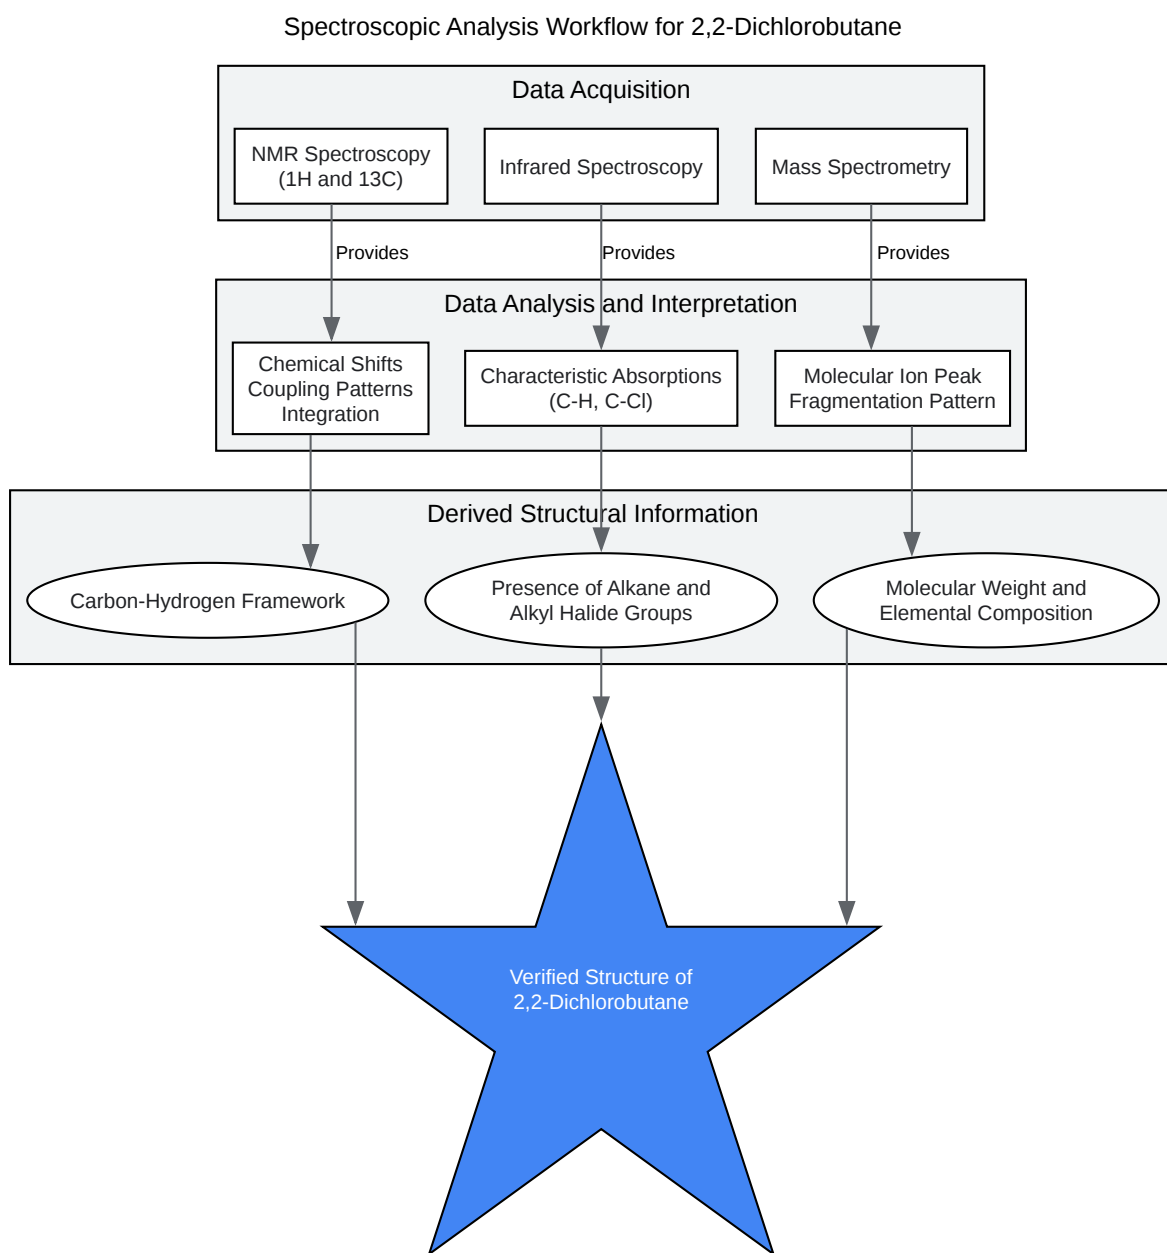 Spectroscopic Analysis Workflow for 2,2-Dichlorobutane
Data Acquisition
NMR Spectroscopy
(1H and 13C)
Infrared Spectroscopy
Mass Spectrometry
Provides
Provides
Provides
Data Analysis and Interpretation
Chemical Shifts
Coupling Patterns
Integration
Characteristic Absorptions
(C-H, C-Cl)
Molecular Ion Peak
Fragmentation Pattern
Derived Structural Information
Carbon-Hydrogen Framework
Presence of Alkane and
Alkyl Halide Groups
Molecular Weight and
Elemental Composition
Verified Structure of
2,2-Dichlorobutane